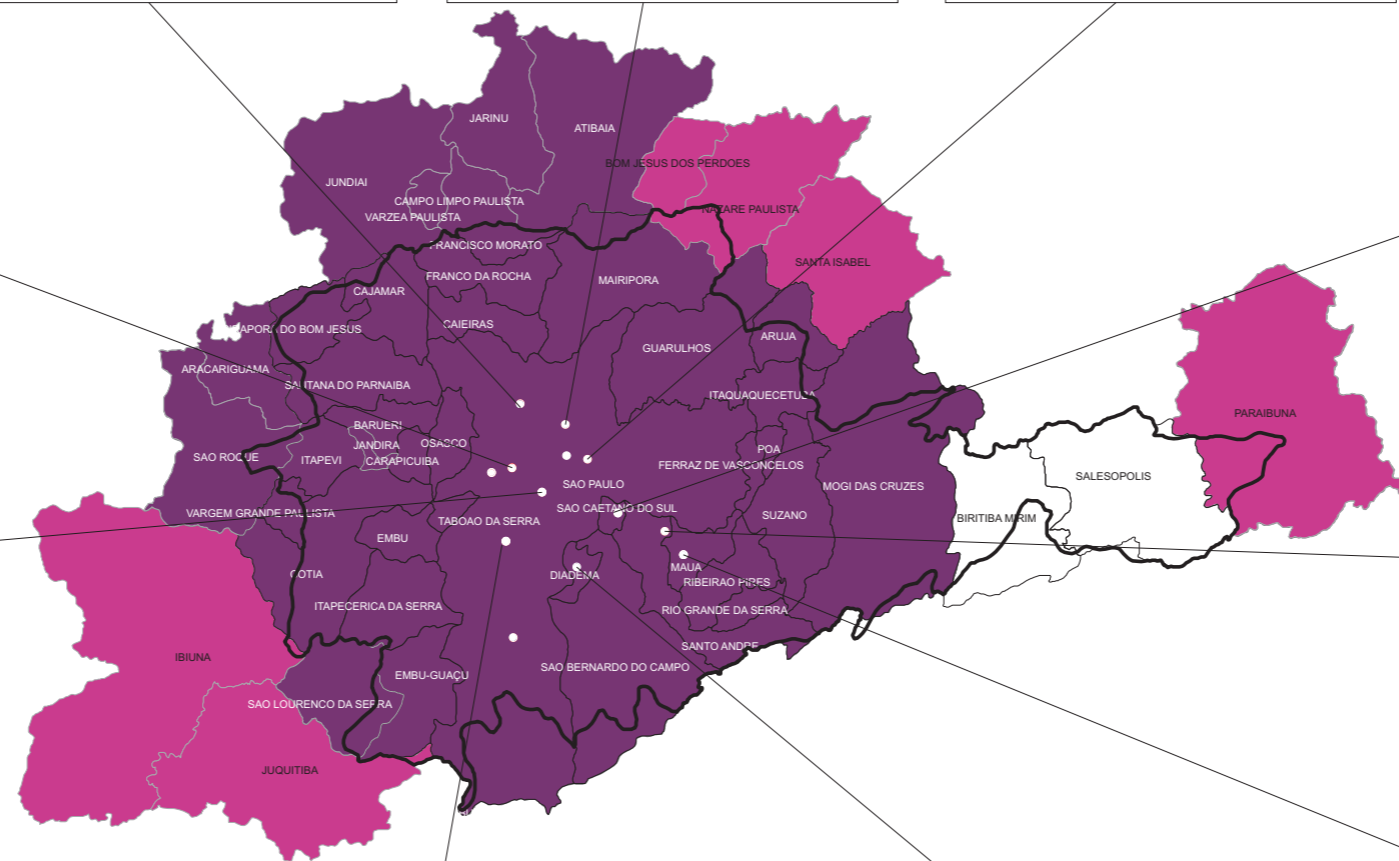 JARINU
ATIBAIA
BOM JESUS DOS PERDOES
JUNDIAI
CAMPO LIMPO PAULISTA
VARZEA PAULISTA
NAZARE PAULISTA
FRANCISCO MORATO
SANTA ISABEL
FRANCO DA ROCHA
MAIRIPORA
CAJAMAR
CAIEIRAS
DO BOM JESUS
ARUJA
GUARULHOS
ARACARIGUAMA
SANTANA DO PARNAIBA
ITAQUAQUECETUBA
PARAIBUNA
BARUERI
JANDIRA
OSASCO
POA
SAO ROQUE
ITAPEVI
CARAPICUIBA
FERRAZ DE VASCONCELOS
SALESOPOLIS
SAO PAULO
MOGI DAS CRUZES
VARGEM GRANDE PAULISTA
SAO CAETANO DO SUL
TABOAO DA SERRA
SUZANO
BIRITIBA MIRIM
EMBU
COTIA
DIADEMA
MAUA
RIBEIRAO PIRES
ITAPECERICA DA SERRA
RIO GRANDE DA SERRA
SANTO ANDRE
IBIUNA
SAO BERNARDO DO CAMPO
EMBU-GUAÇU
SAO LOURENCO DA SERRA
JUQUITIBA